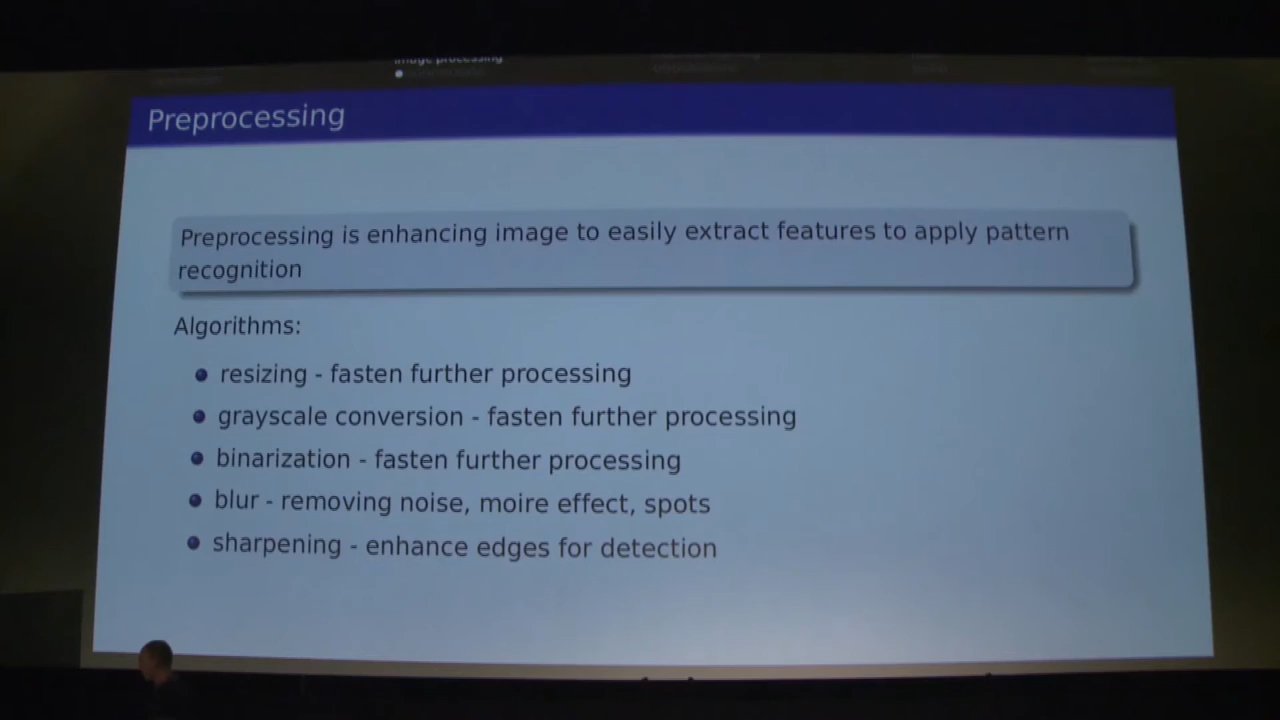 Image processing
Preprocessing
Preprocessing is enhancing image to easily extract features to apply pattern
recognition
Algorithms:
resizing - fasten further processing
grayscale conversion - fasten further processing
binarization - fasten further processing
blur - removing noise, moire effect, spots
sharpening - enhance edges for detection